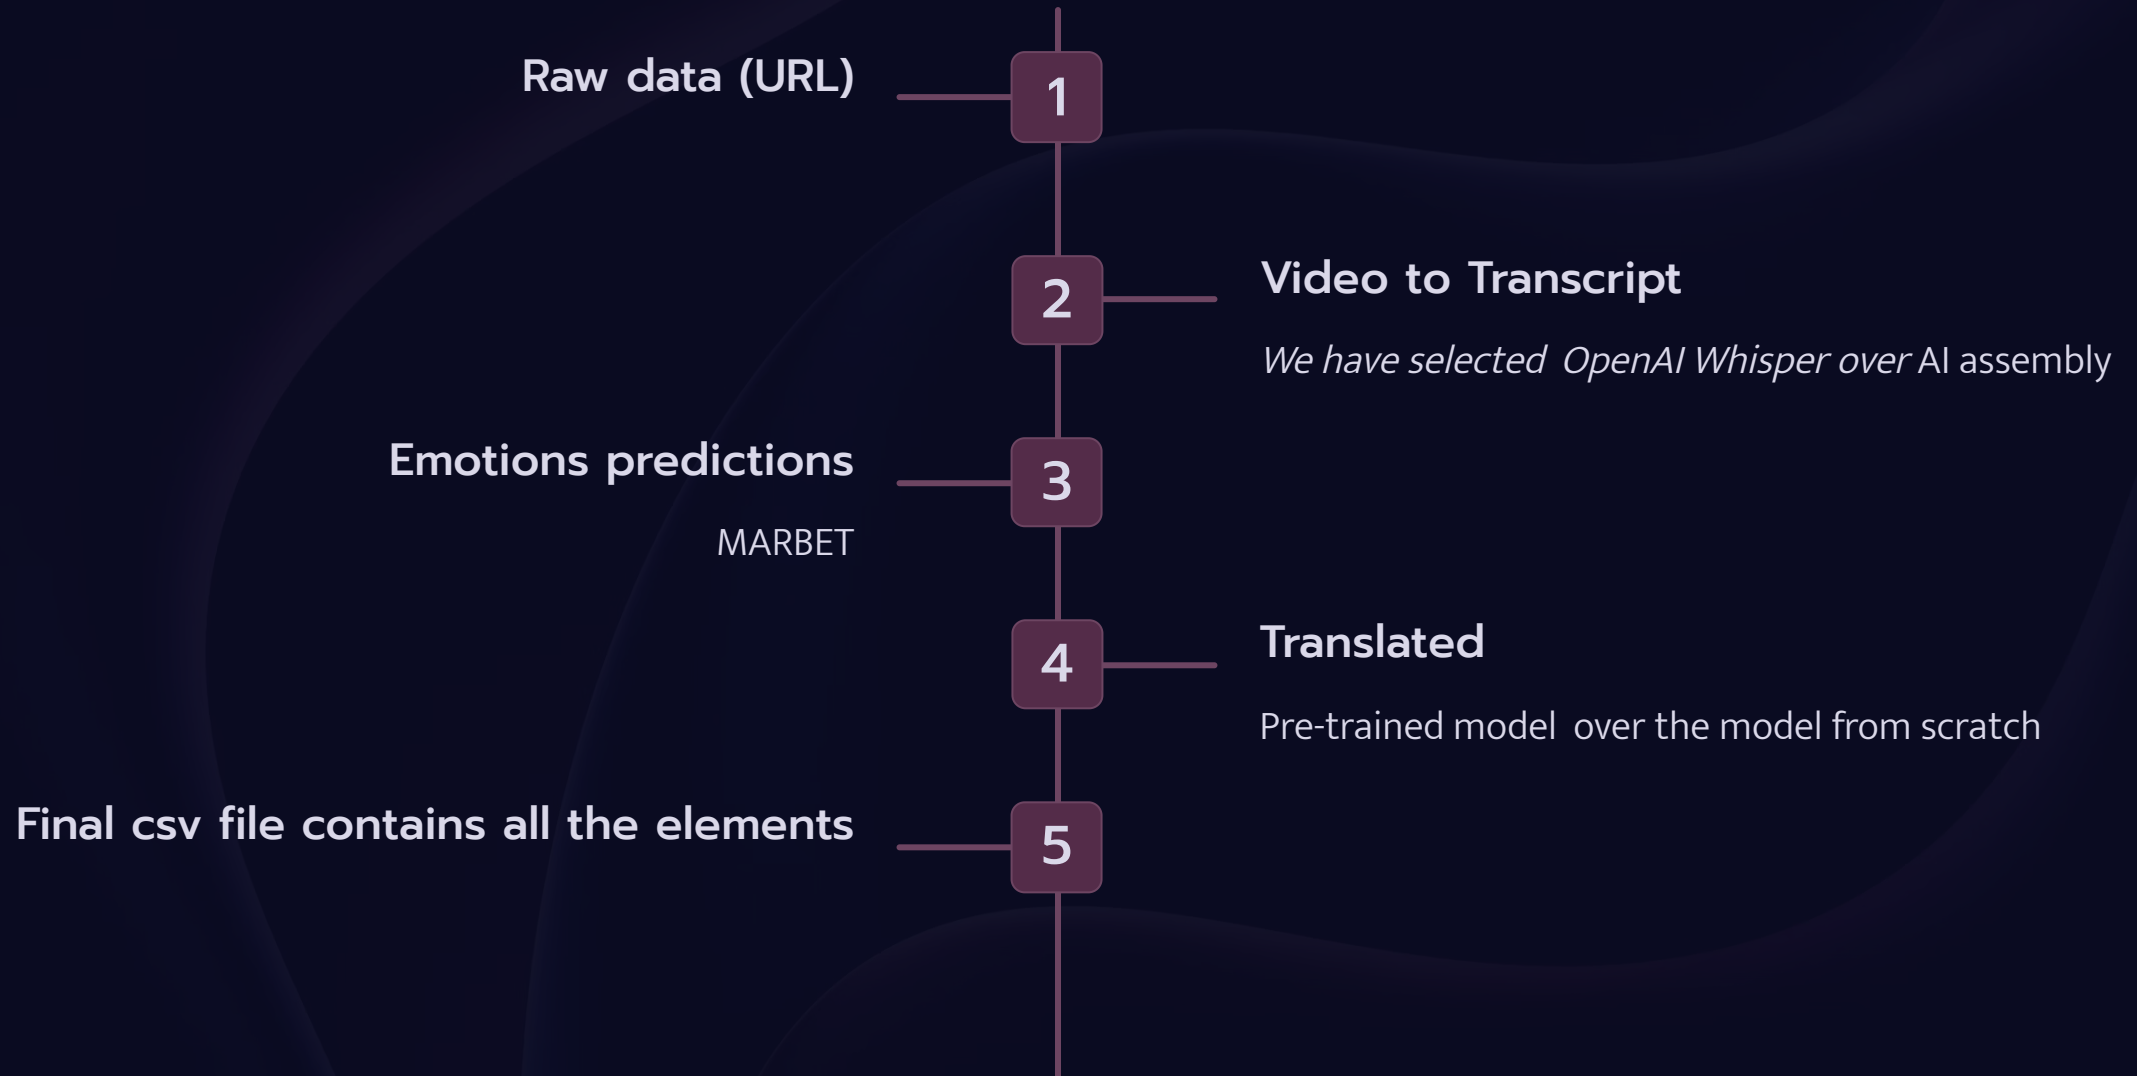 Raw data (URL)
1
2
Video to Transcript
We have selected OpenAI Whisper over AI assembly
Emotions predictions
3
MARBET
4
Translated
Pre-trained model over the model from scratch
Final csv file contains all the elements
5